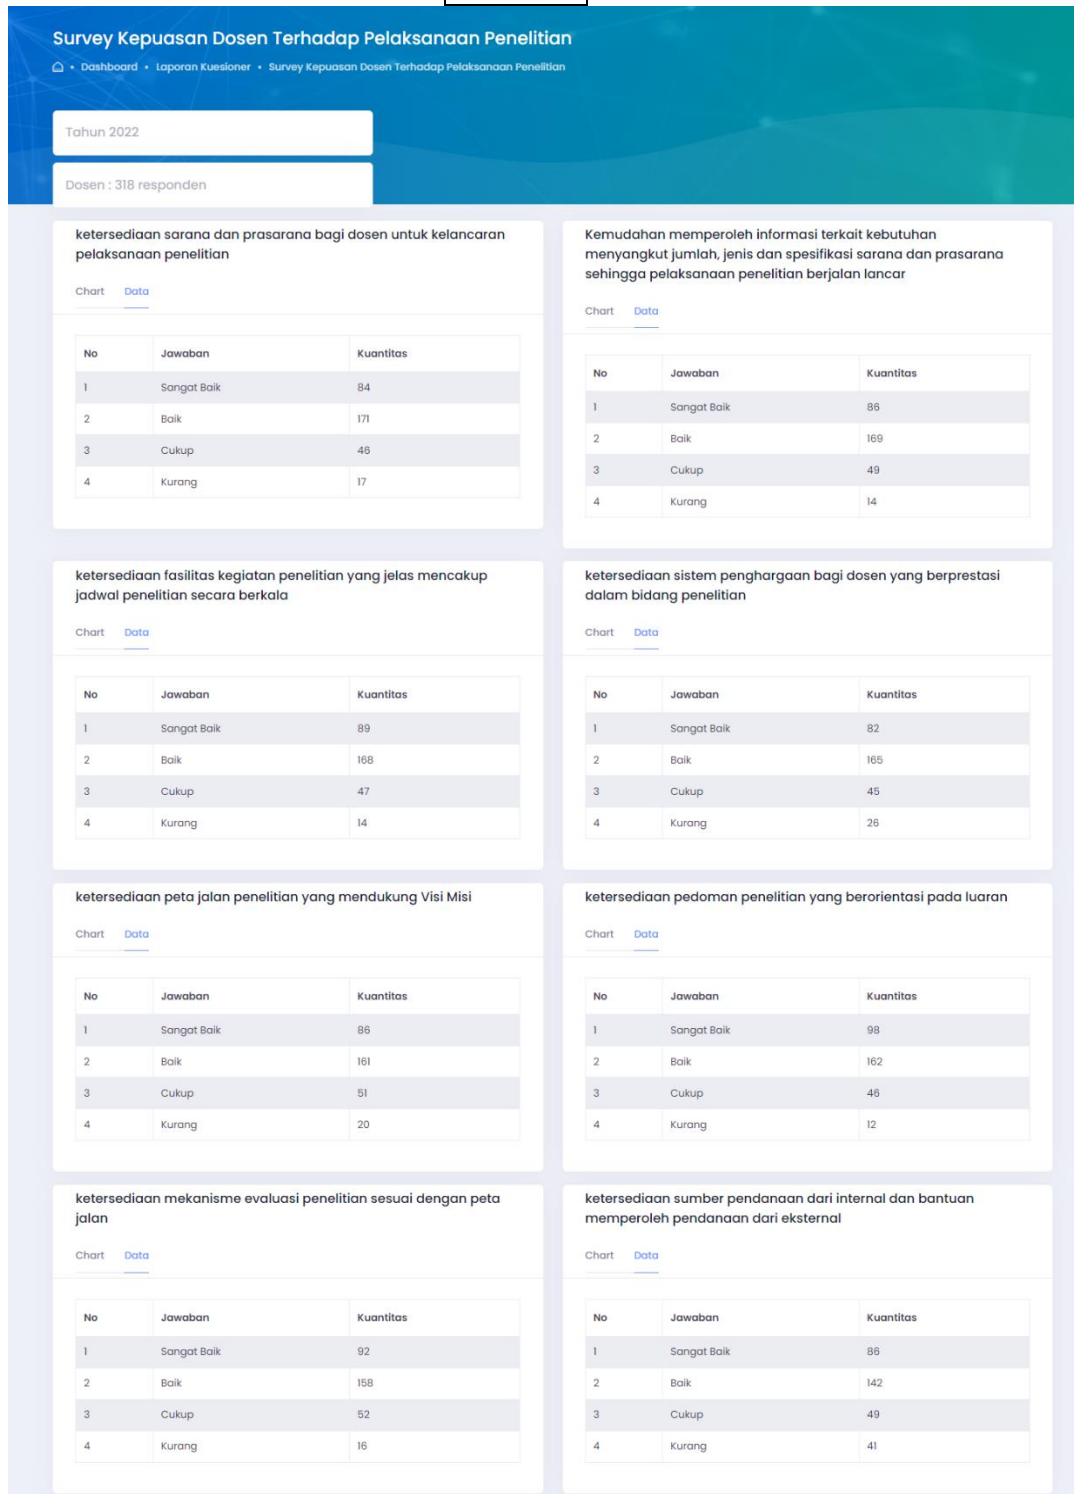 Survey Kepuasan Dosen Terhadap Pelaksanaan Penelitian
Dashboard • Laporan Kuesioner • Survey Kepuasan Dosen Terhadap Pelaksanaan Penelitian
Tahun 2022
Dosen : 318 responden
ketersediaan sarana dan prasarana bagi dosen untuk kelancaran
pelaksanaan penelitian
Chart Data
No Jawaban Kuantitas
1 Sangat Baik 84
2 Baik 171
3 Cukup 46
4 Kurang 17
Kemudahan memperoleh informasi terkait kebutuhan
menyangkut jumlah, jenis dan spesifikasi sarana dan prasarana
sehingga pelaksanaan penelitian berjalan lancar
Chart Data
No Jawaban Kuantitas
1 Sangat Baik 86
2 Baik 169
3 Cukup 49
4 Kurang 14
ketersediaan fasilitas kegiatan penelitian yang jelas mencakup
jadwal penelitian secara berkala
Chart Data
No Jawaban Kuantitas
1 Sangat Baik 89
2 Baik 168
3 Cukup 47
4 Kurang 14
ketersediaan sistem penghargaan bagi dosen yang berprestasi
dalam bidang penelitian
Chart Data
No Jawaban Kuantitas
1 Sangat Baik 82
2 Baik 165
3 Cukup 45
4 Kurang 26
ketersediaan peta jalan penelitian yang mendukung Visi Misi
Chart Data
No Jawaban Kuantitas
1 Sangat Baik 86
2 Baik 161
3 Cukup 51
4 Kurang 20
ketersediaan pedoman penelitian yang berorientasi pada luaran
Chart Data
No Jawaban Kuantitas
1 Sangat Baik 98
2 Baik 162
3 Cukup 46
4 Kurang 12
ketersediaan mekanisme evaluasi penelitian sesuai dengan peta
jalan
Chart Data
No Jawaban Kuantitas
1 Sangat Baik 92
2 Baik 158
3 Cukup 52
4 Kurang 16
ketersediaan sumber pendanaan dari internal dan bantuan
memperoleh pendanaan dari eksternal
Chart Data
No Jawaban Kuantitas
1 Sangat Baik 86
2 Baik 142
3 Cukup 49
4 Kurang 41